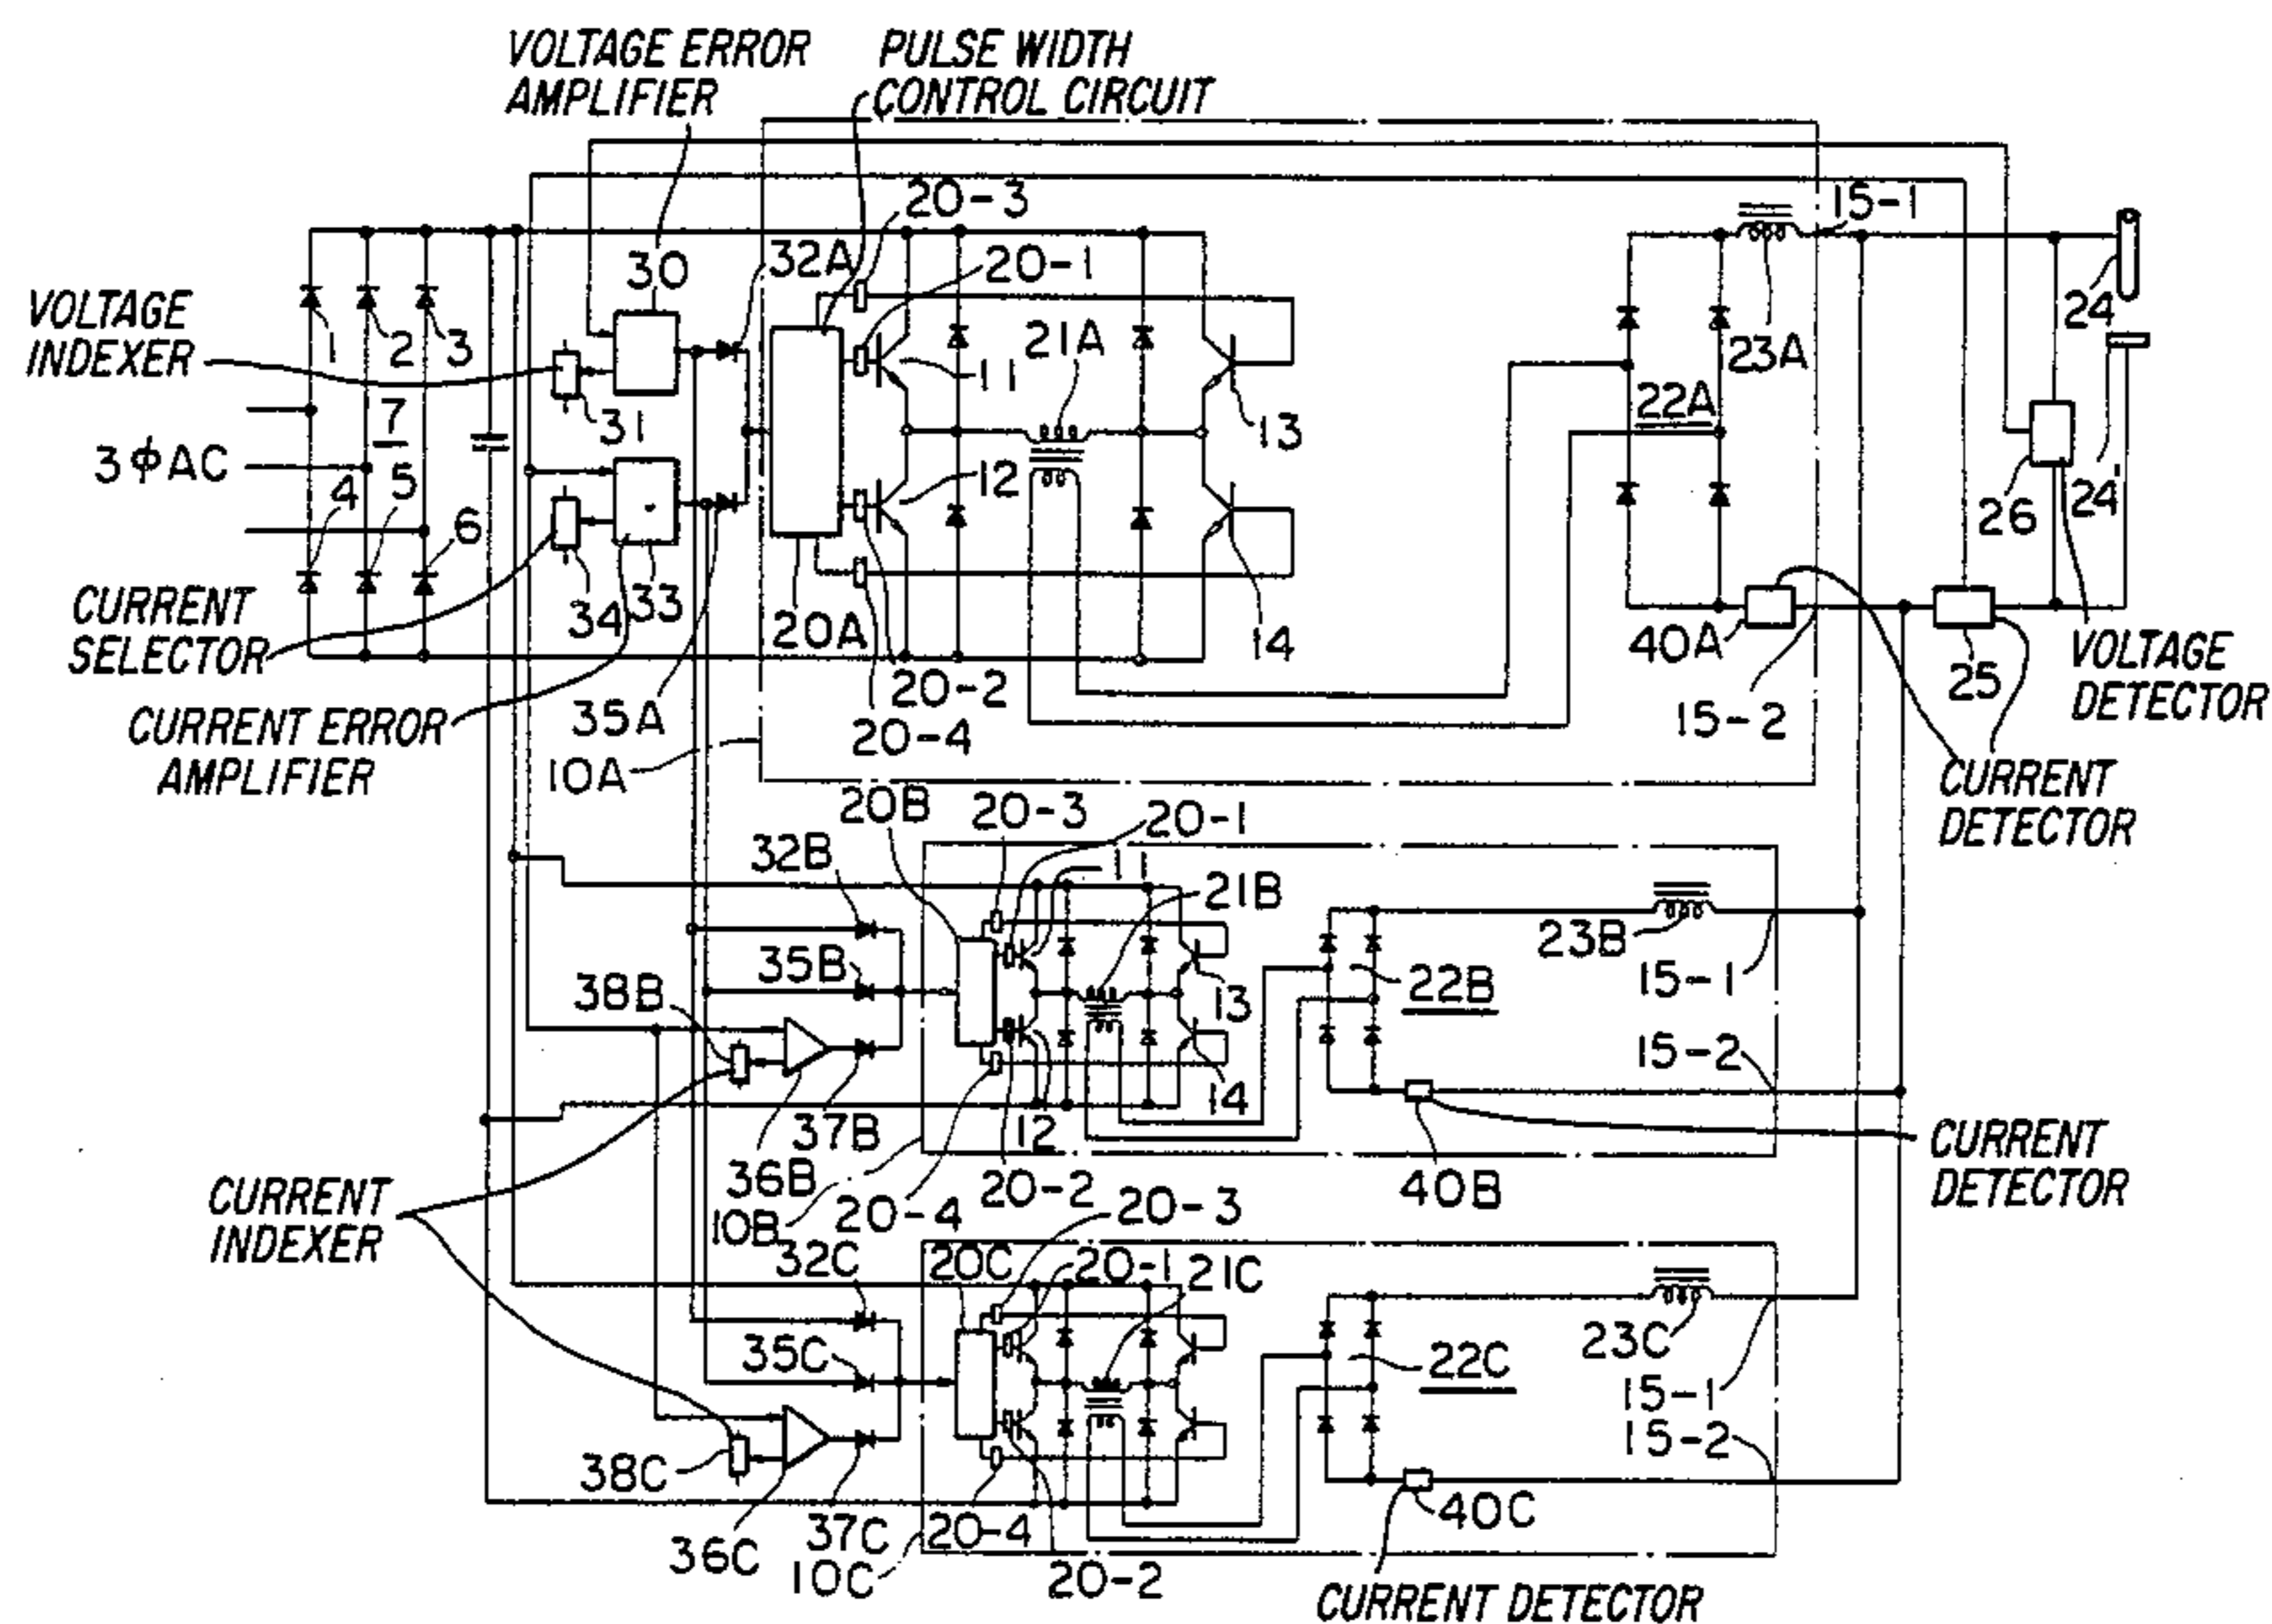 VOLTAGE ERROR
AMPLIFIER
PULSE WIDTH
CONTROL CIRCUIT
20-3
15-1
30
32A
20-1
24
VOLTAGE
INDEXER
1
2
3
21A
23A
11
13
31
22A
7
3ϕAC
4
5
6
12
26
24'
CURRENT
SELECTOR
34
33
20A
14
40A
25
VOLTAGE
DETECTOR
20-2
CURRENT ERROR
AMPLIFIER
35A
20-4
15-2
10A
CURRENT
DETECTOR
20B
20-3
20-1
32B
11
21B
23B
35B
38B
13
22B
15-1
15-2
14
37B
12
36B
20-2
40B
CURRENT
DETECTOR
CURRENT
INDEXER
10B
20-4
20-3
32C
20C
20-1
21C
35C
23C
22C
15-1
15-2
38C
36C
37C
20-4
40C
10C
20-2
CURRENT DETECTOR